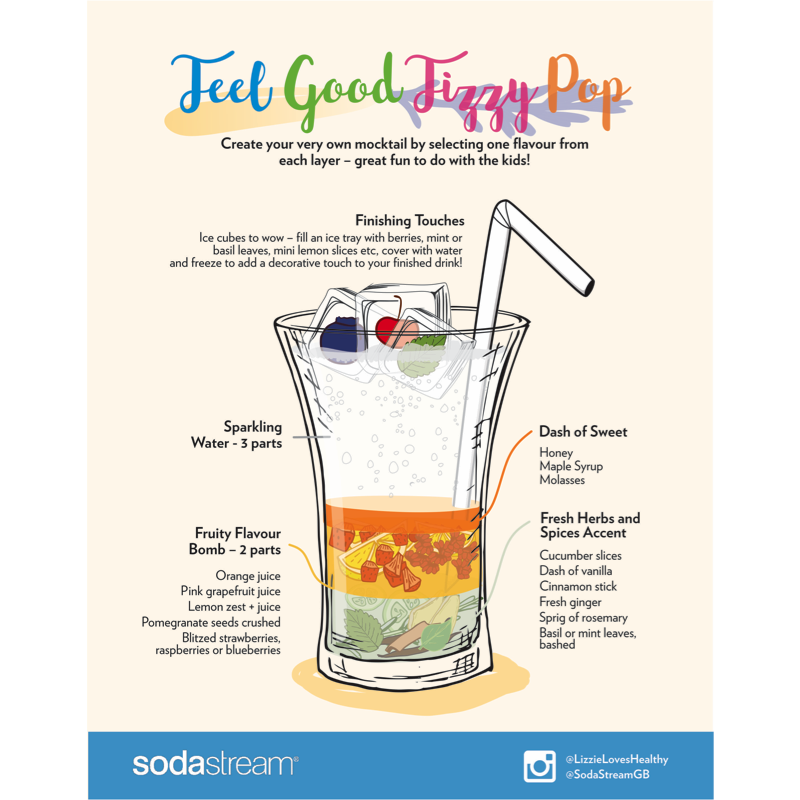 Feel Good Fizzy Pop
Create your very own mocktail by selecting one flavour from
each layer – great fun to do with the kids!
Finishing Touches
Ice cubes to wow – fill an ice tray with berries, mint or
basil leaves, mini lemon slices etc, cover with water
and freeze to add a decorative touch to your finished drink!
Sparkling
Water - 3 parts
Dash of Sweet
Honey
Maple Syrup
Molasses
Fruity Flavour
Bomb – 2 parts
Orange juice
Pink grapefruit juice
Lemon zest + juice
Pomegranate seeds crushed
Blitzed strawberries,
raspberries or blueberries
Fresh Herbs and
Spices Accent
Cucumber slices
Dash of vanilla
Cinnamon stick
Fresh ginger
Sprig of rosemary
Basil or mint leaves,
bashed
sodastream®
@LizzieLovesHealthy
@SodaStreamGB